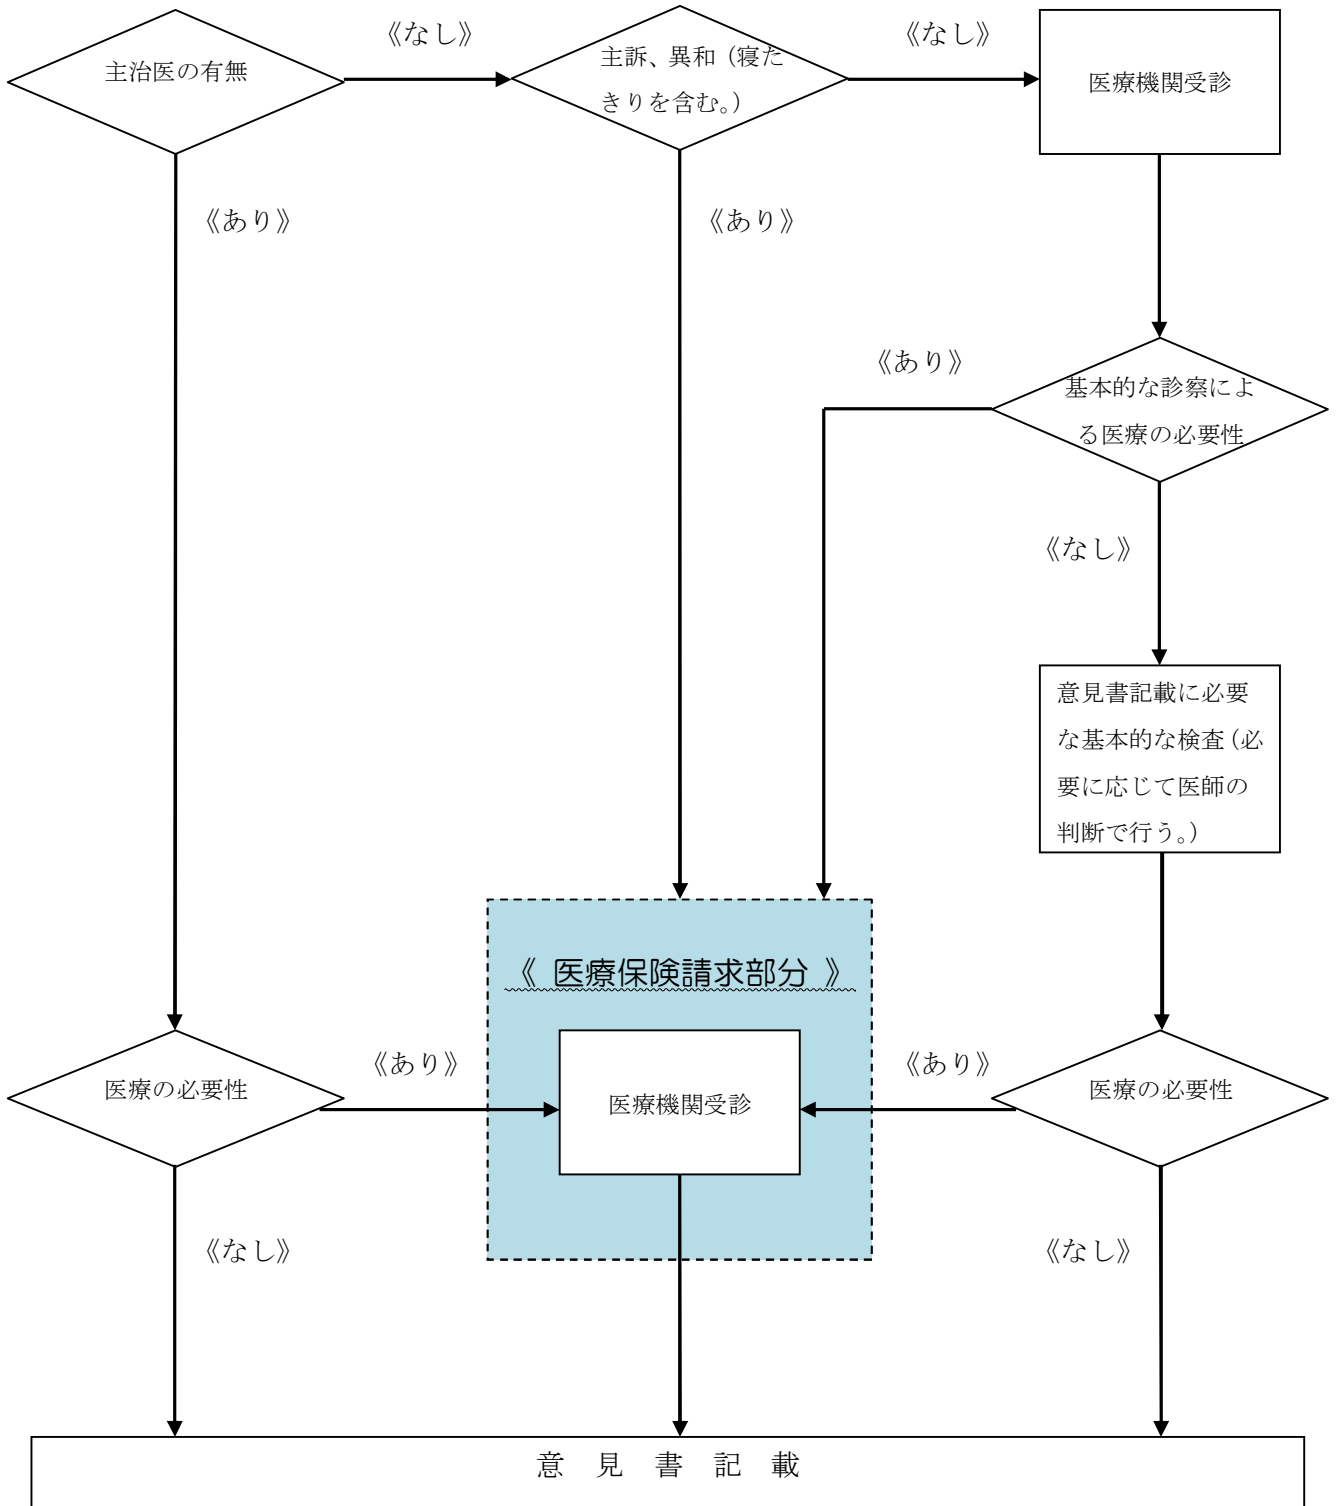 《なし》
《なし》
主治医の有無
主訴、異和（寝た
きりを含む。）
医療機関受診
《あり》
《あり》
《あり》
基本的な診察によ
る医療の必要性
《なし》
意見書記載に必要
な基本的な検査（必
要に応じて医師の
判断で行う。）
《 医療保険請求部分 》
《あり》
《あり》
医療の必要性
医療機関受診
医療の必要性
《なし》
《なし》
意 見 書 記 載